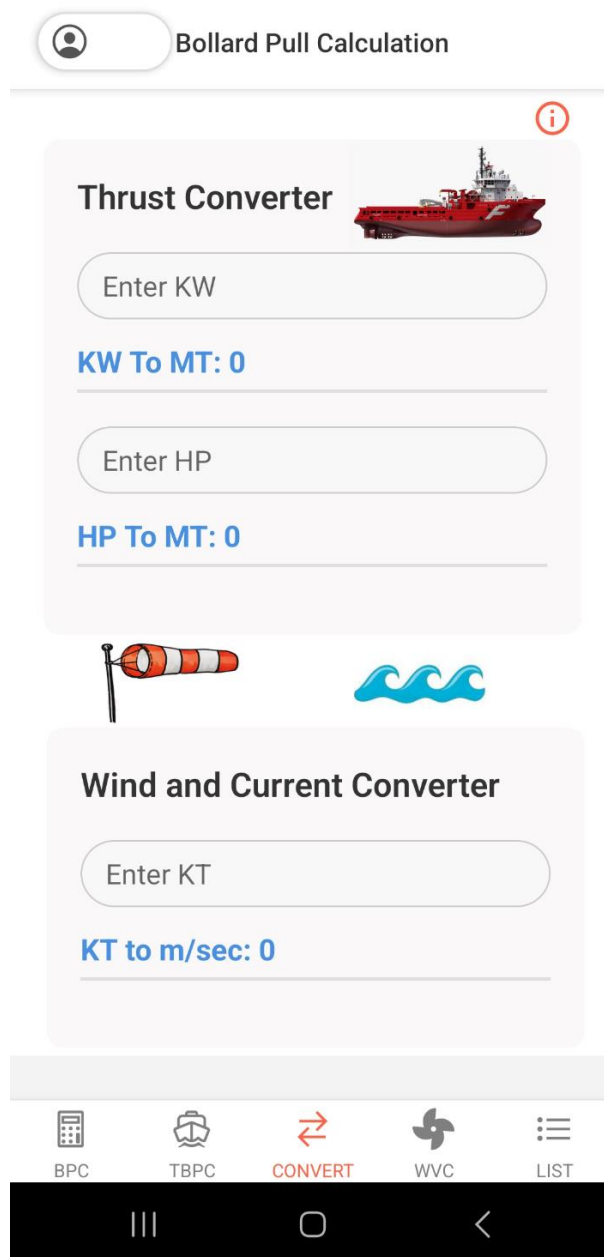 Bollard Pull Calculation
Thrust Converter
Enter KW
KW To MT: 0
Enter HP
HP To MT: 0
Wind and Current Converter
Enter KT
KT to m/sec: 0
BPC TBPC CONVERT WVC LIST